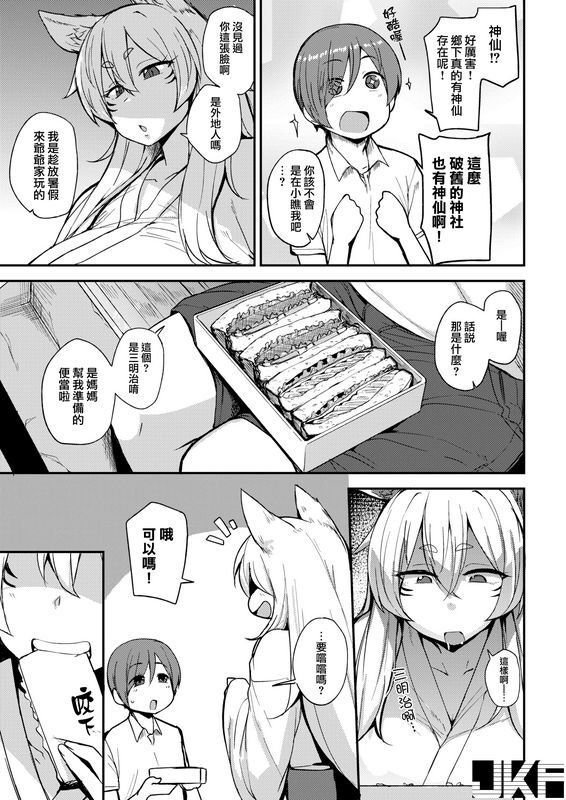 神仙!?
好厲害！
鄉下真的有神仙
存在呢！
好酷喔
這麼
破舊的神社
也有神仙啊！
你該不會
是在小瞧我吧
…？
沒見過
你這張臉啊
是外地人嗎
我是趁放暑假
來爺爺家玩的
是—喔
話説
那是什麼？
這個？
是三明治唷
是媽媽
幫我準備的
便當啦
這樣啊……
三明治啊…
…要嚐嚐嗎？
哦
可以嗎！
咬下
JKF